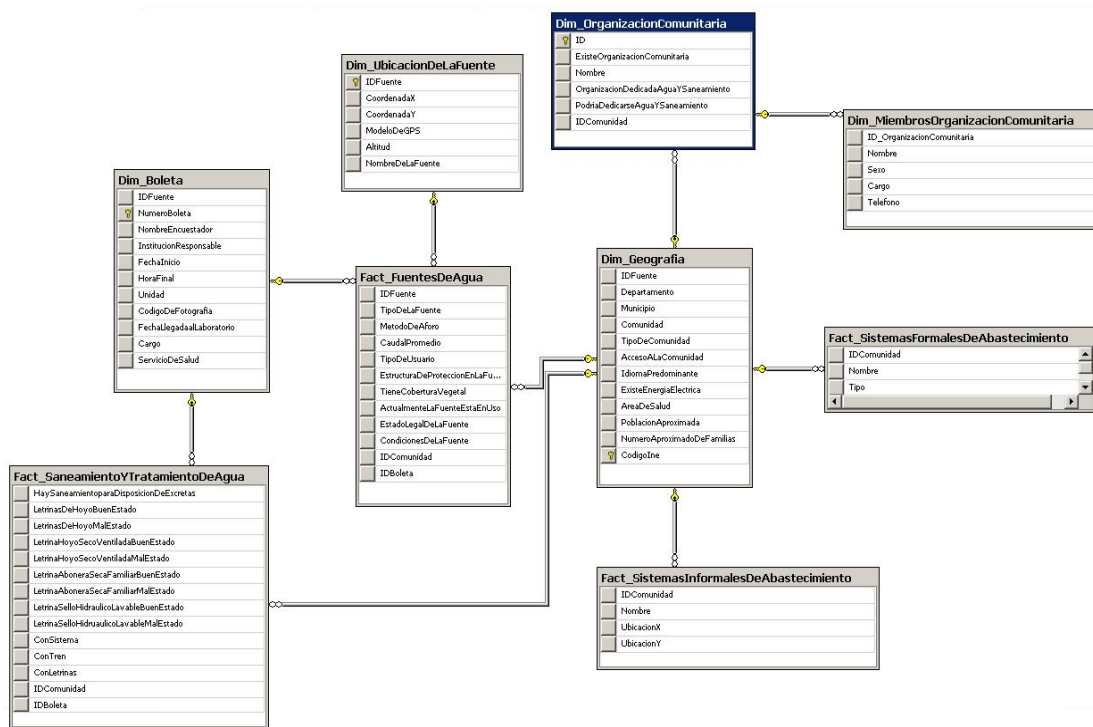 Dim_OrganizacionComunitaria
ID
ExisteOrganizacionComunitaria
Nombre
OrganizacionDedicadaAguaYSaneamiento
PodriaDedicarseAguaYSaneamiento
IDComunidad
Dim_UbicacionDeLaFuente
IDFuente
CoordenadaX
CoordenadaY
ModeloDeGPS
Altitud
NombreDeLaFuente
Dim_MiembrosOrganizacionComunitaria
ID_OrganizacionComunitaria
Nombre
Sexo
Cargo
Telefono
Dim_Boleta
IDFuente
NumeroBoleta
NombreEncuestador
InstitucionResponsable
FechaInicio
HoraFinal
Unidad
CodigoDeFotografia
FechaLlegadaalLaboratorio
Cargo
ServicioDeSalud
Fact_FuentesDeAgua
IDFuente
TipoDeLaFuente
MetodoDeAforo
CaudalPromedio
TipoDeUsuario
EstructuraDeProteccionEnLaFu...
TieneCoberturaVegetal
ActualmenteLaFuenteEstaEnUso
EstadoLegalDeLaFuente
CondicionesDeLaFuente
IDComunidad
IDBoleta
Dim_Geografia
IDFuente
Departamento
Municipio
Comunidad
TipoDeComunidad
AccesoALaComunidad
IdiomaPredominante
ExisteEnergiaElectrica
AreaDeSalud
PoblacionAproximada
NumeroAproximadoDeFamilias
CodigoIne
Fact_SistemasFormalesDeAbastecimiento
IDComunidad
Nombre
Tipo
Fact_SaneamientoYTratamientoDeAgua
HaySaneamientoparaDisposicionDeExcretas
LetrinasDeHoyoBuenEstado
LetrinasDeHoyoMalEstado
LetrinaHoyoSecoVentiladaBuenEstado
LetrinaHoyoSecoVentiladaMalEstado
LetrinaAboneraSecaFamiliarBuenEstado
LetrinaAboneraSecaFamiliarMalEstado
LetrinaSelloHidraulicoLavableBuenEstado
LetrinaSelloHidruaulicoLavableMalEstado
ConSistema
ConTren
ConLetrinas
IDComunidad
IDBoleta
Fact_SistemasInformalesDeAbastecimiento
IDComunidad
Nombre
UbicacionX
UbicacionY